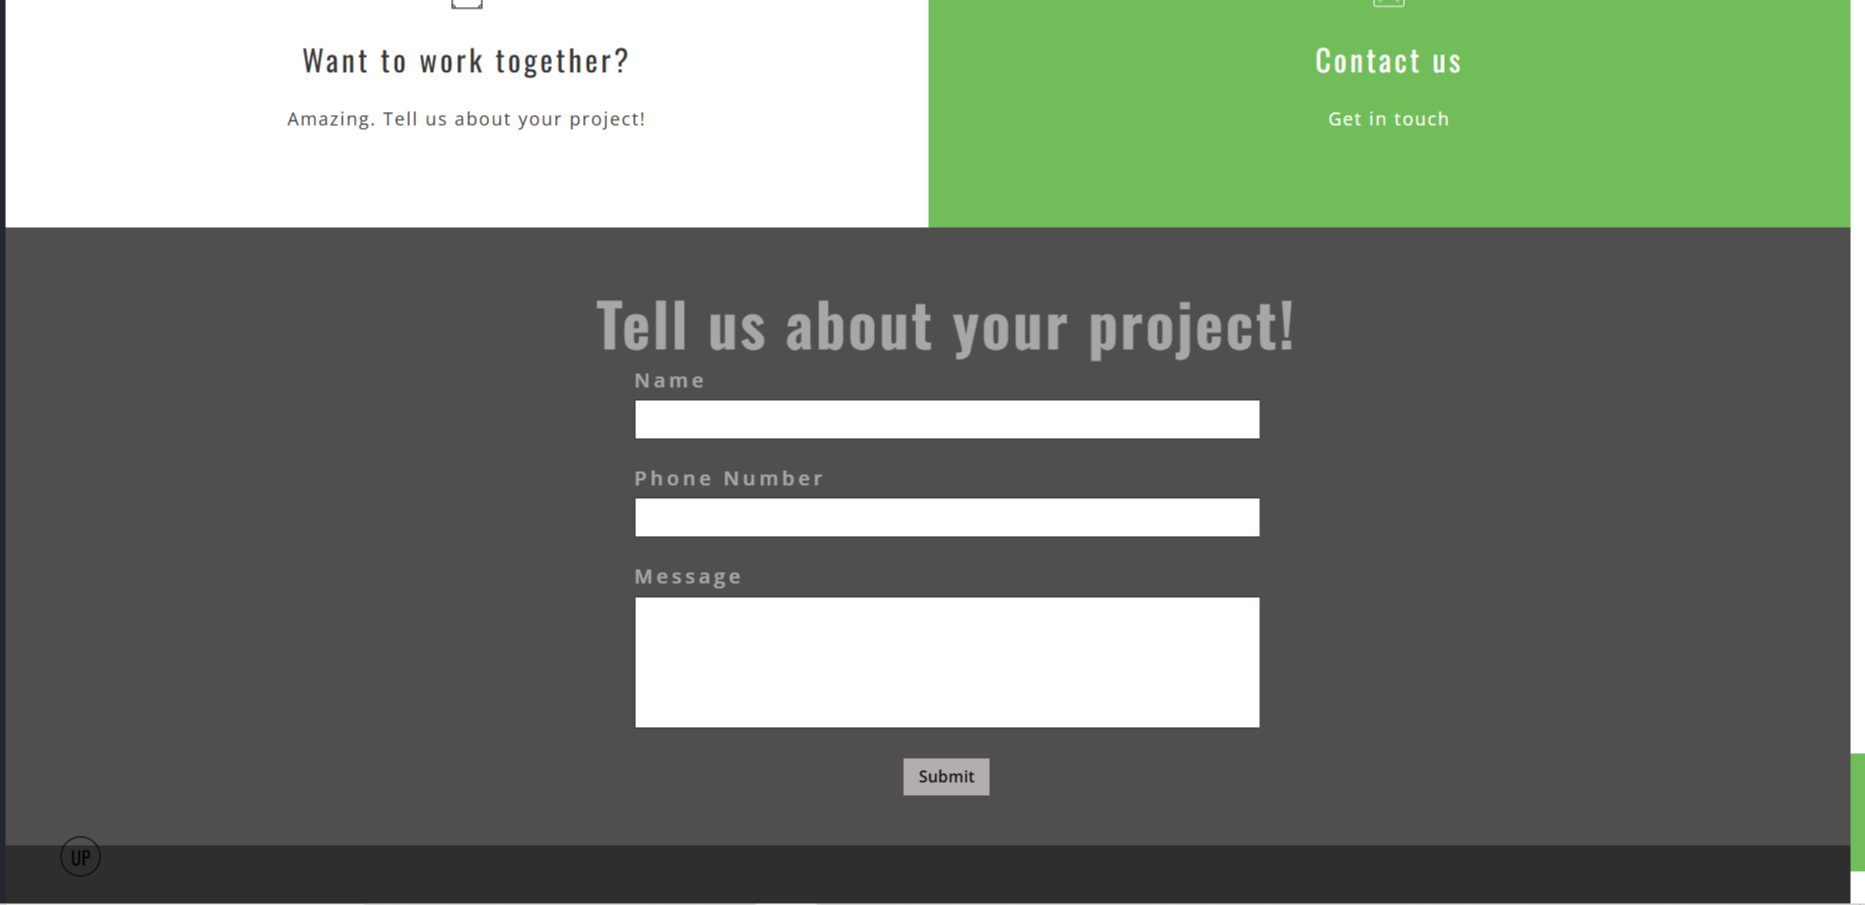 Want to work together?
Amazing. Tell us about your project!
Contact us
Get in touch
Tell us about your project!
Name
Phone Number
Message
Submit
UP